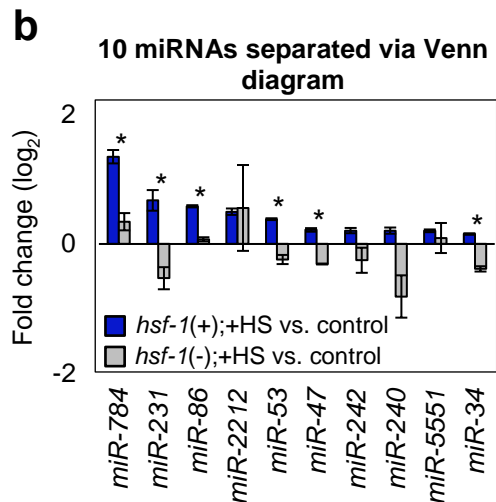 b
10 miRNAs separated via Venn
diagram
Fold change (log2)
2
0
-2
* * * * * *
hsf-1(+);+HS vs. control
hsf-1(-);+HS vs. control
miR-784
miR-231
miR-86
miR-2212
miR-53
miR-47
miR-242
miR-240
miR-5551
miR-34